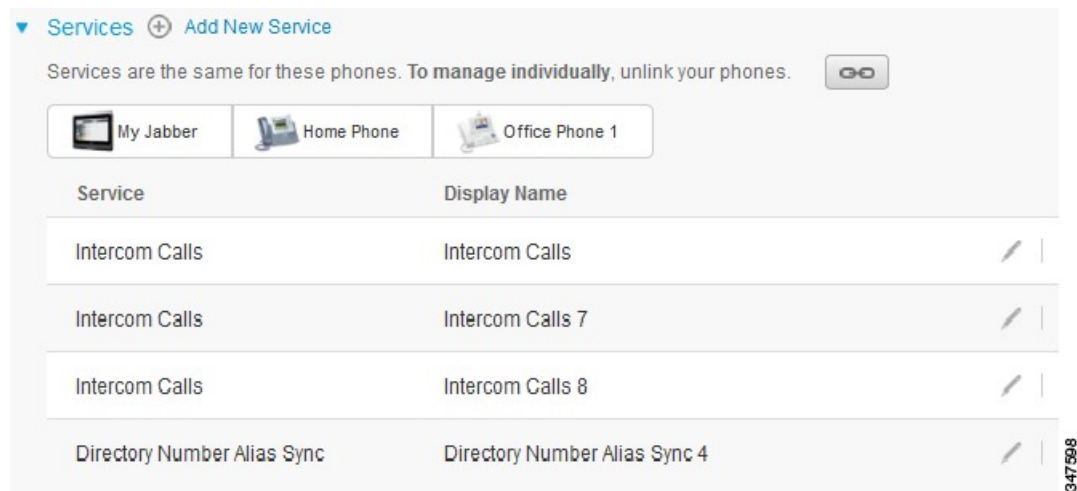 Services Add New Service
Services are the same for these phones. To manage individually, unlink your phones.
My Jabber Home Phone Office Phone 1
Service Display Name
Intercom Calls Intercom Calls
Intercom Calls Intercom Calls 7
Intercom Calls Intercom Calls 8
Directory Number Alias Sync Directory Number Alias Sync 4
347598